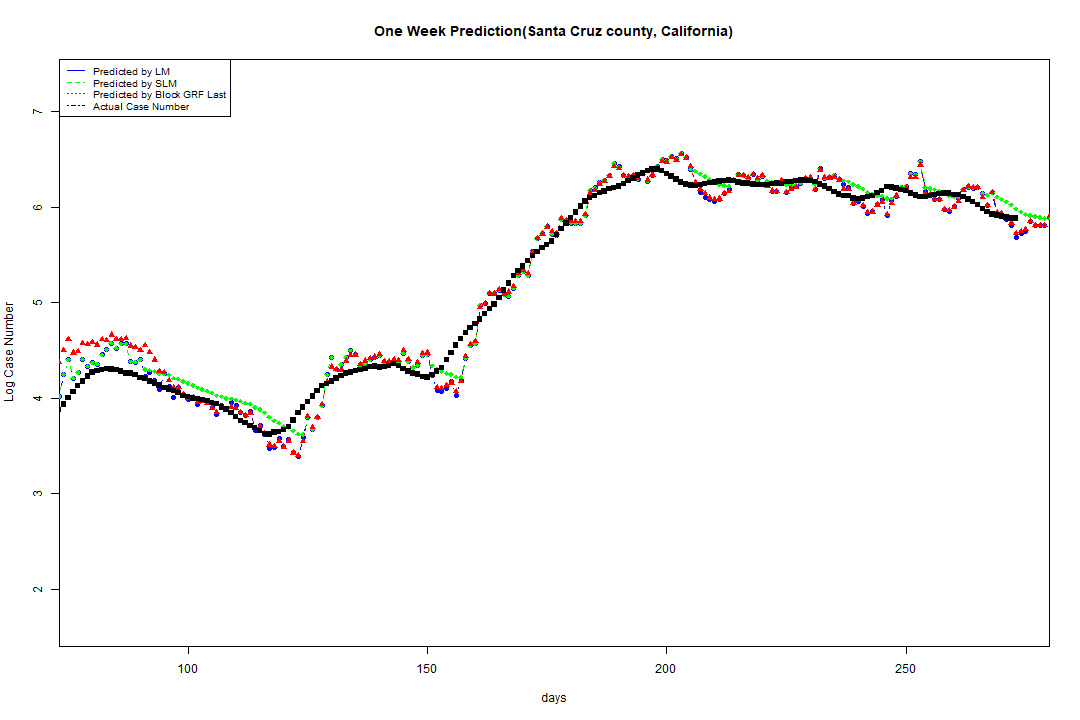 One Week Prediction(Santa Cruz county, California)
Predicted by LM
Predicted by SLM
Predicted by Block GRF Last
Actual Case Number
7
6
5
4
3
2
Log Case Number
100 150 200 250
days